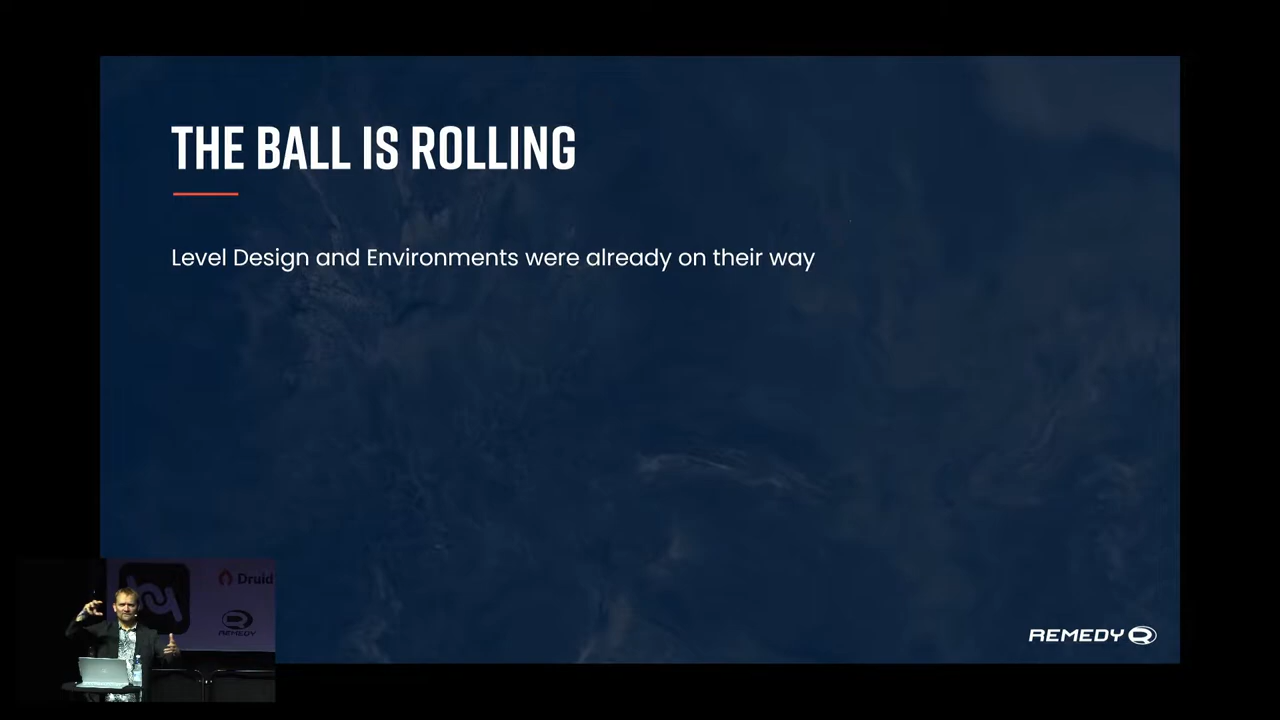 THE BALL IS ROLLING
Level Design and Environments were already on their way
Druid
REMEDY
REMEDY